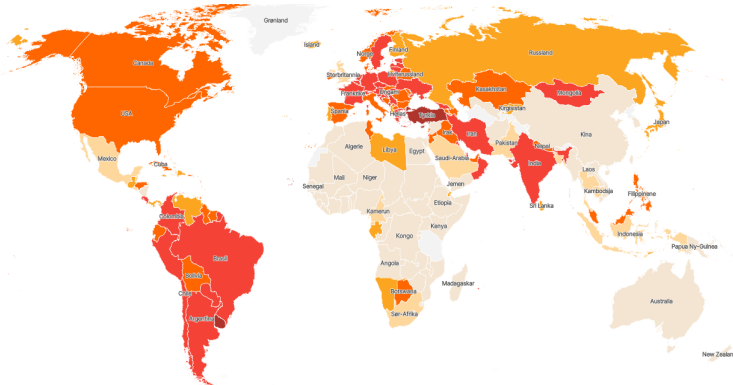 Grønland
Island
Norge
Finland
Russland
Canada
Storbritannia
Hviterussland
Frankrike
Ungarn
Kasakhstan
Mongolia
USA
Spania
Hellas
Tyrkia
Kirgisistan
Japan
Algerie
Libya
Egypt
Irak
Iran
Pakistan
Nepal
Kina
Mexico
Cuba
Saudi-Arabia
India
Laos
Senegal
Mali
Niger
Jemen
Kambodsja
Filippinene
Colombia
Kamerun
Etiopia
Sri Lanka
Kongo
Kenya
Indonesia
Papua Ny-Guinea
Brasil
Angola
Bolivia
Botswana
Madagaskar
Chile
Sør-Afrika
Australia
Argentina
New Zealand